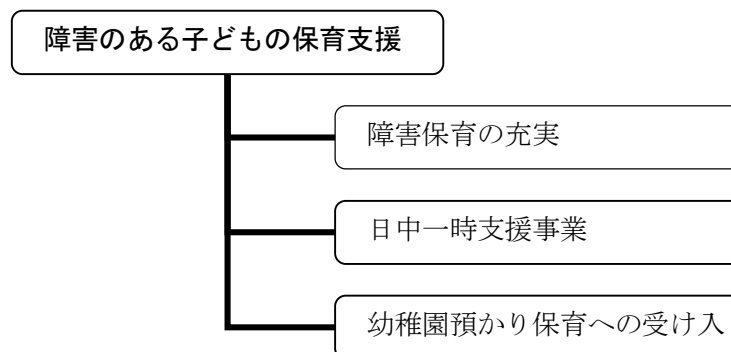 障害のある子どもの保育支援
障害保育の充実
日中一時支援事業
幼稚園預かり保育への受け入